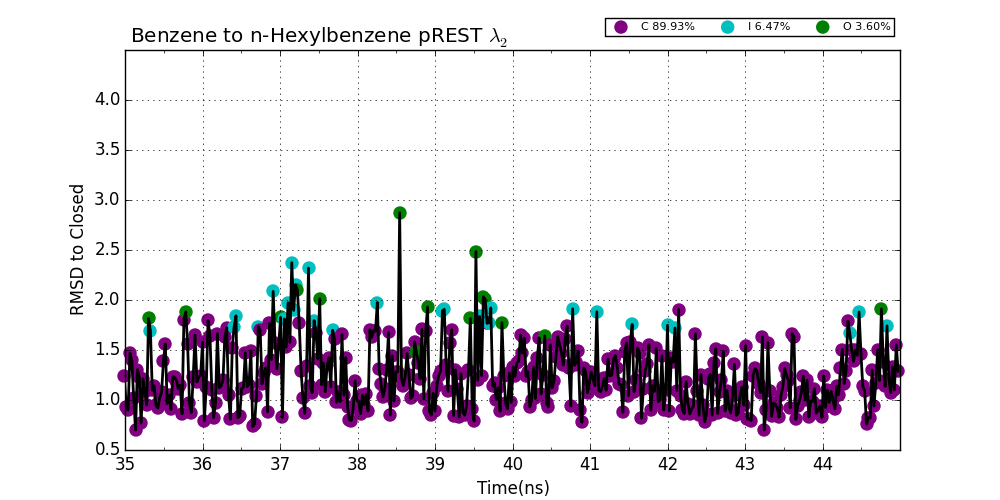 Benzene to n-Hexylbenzene pREST λ₂
C 89.93% I 6.47% O 3.60%
RMSD to Closed
4.0
3.5
3.0
2.5
2.0
1.5
1.0
0.5
35 36 37 38 39 40 41 42 43 44
Time(ns)